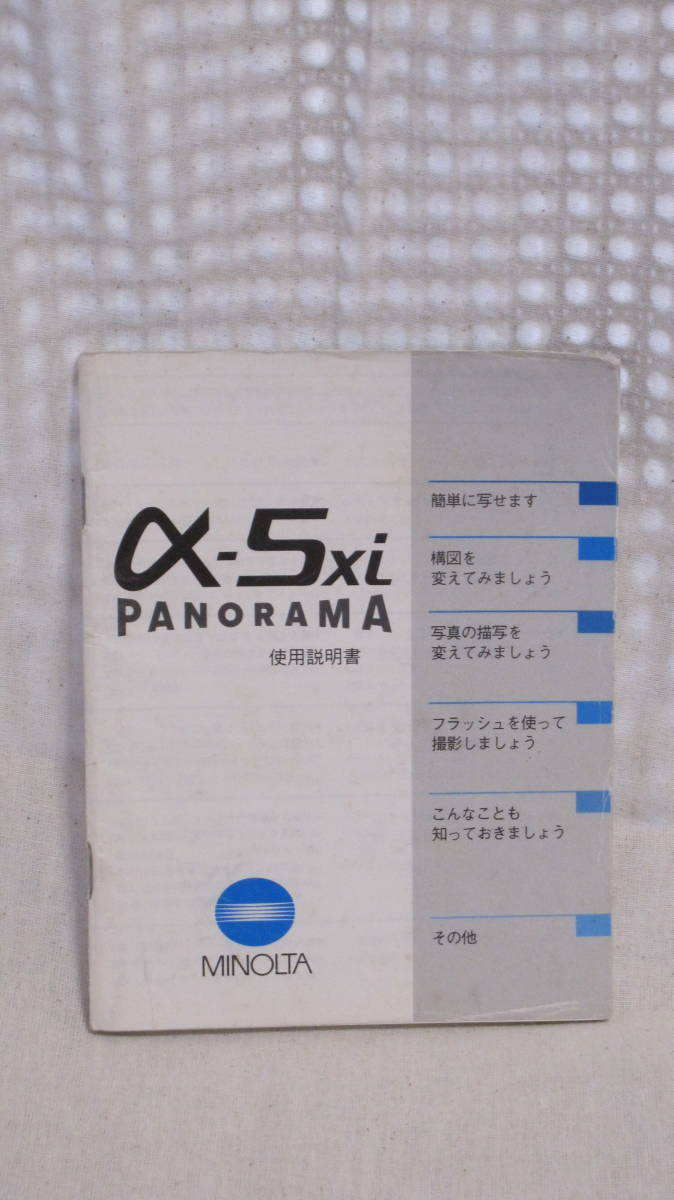 α-5xi
PANORAMA
使用説明書
MINOLTA
簡単に写せます
構図を
変えてみましょう
写真の描写を
変えてみましょう
フラッシュを使って
撮影しましょう
こんなことも
知っておきましょう
その他